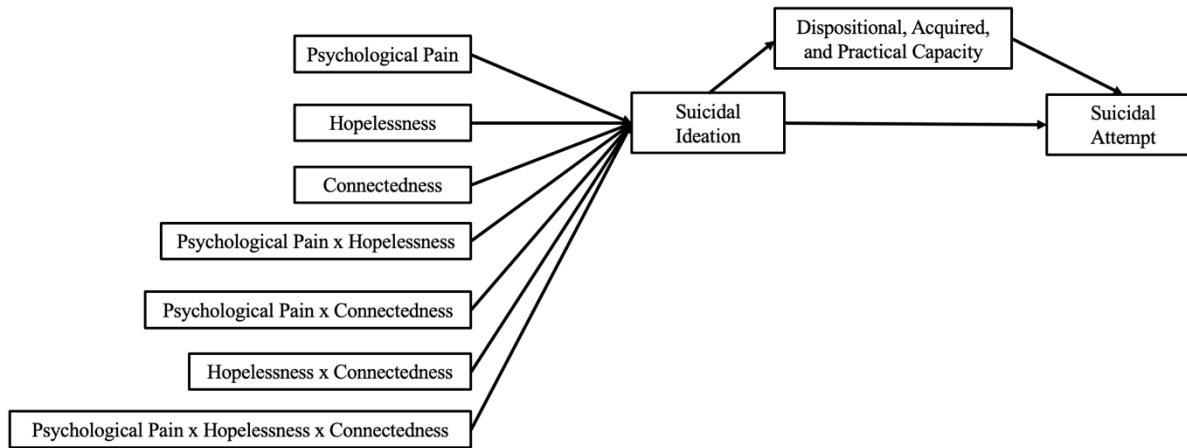 Dispositional, Acquired,
and Practical Capacity
Psychological Pain
Hopelessness
Suicidal
Ideation
Suicidal
Attempt
Connectedness
Psychological Pain x Hopelessness
Psychological Pain x Connectedness
Hopelessness x Connectedness
Psychological Pain x Hopelessness x Connectedness